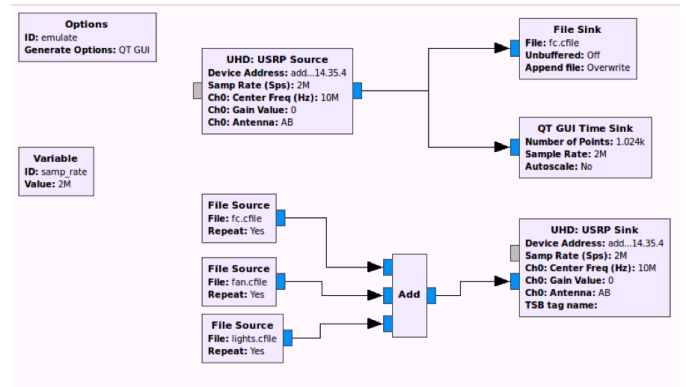 Options
ID: emulate
Generate Options: QT GUI
UHD: USRP Source
Device Address: add...14.35.4
Samp Rate (Sps): 2M
Ch0: Center Freq (Hz): 10M
Ch0: Gain Value: 0
Ch0: Antenna: AB
File Sink
File: fc.cfile
Unbuffered: Off
Append file: Overwrite
QT GUI Time Sink
Number of Points: 1.024k
Sample Rate: 2M
Autoscale: No
Variable
ID: samp_rate
Value: 2M
File Source
File: fc.cfile
Repeat: Yes
File Source
File: fan.cfile
Repeat: Yes
File Source
File: lights.cfile
Repeat: Yes
Add
UHD: USRP Sink
Device Address: add...14.35.4
Samp Rate (Sps): 2M
Ch0: Center Freq (Hz): 10M
Ch0: Gain Value: 0
Ch0: Antenna: AB
TSB tag name: